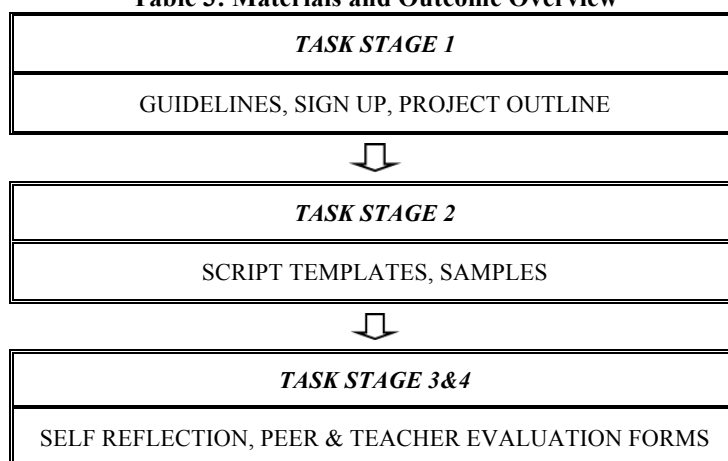 Table 3: Materials and Outcome Overview
TASK STAGE 1
GUIDELINES, SIGN UP, PROJECT OUTLINE
TASK STAGE 2
SCRIPT TEMPLATES, SAMPLES
TASK STAGE 3&4
SELF REFLECTION, PEER & TEACHER EVALUATION FORMS